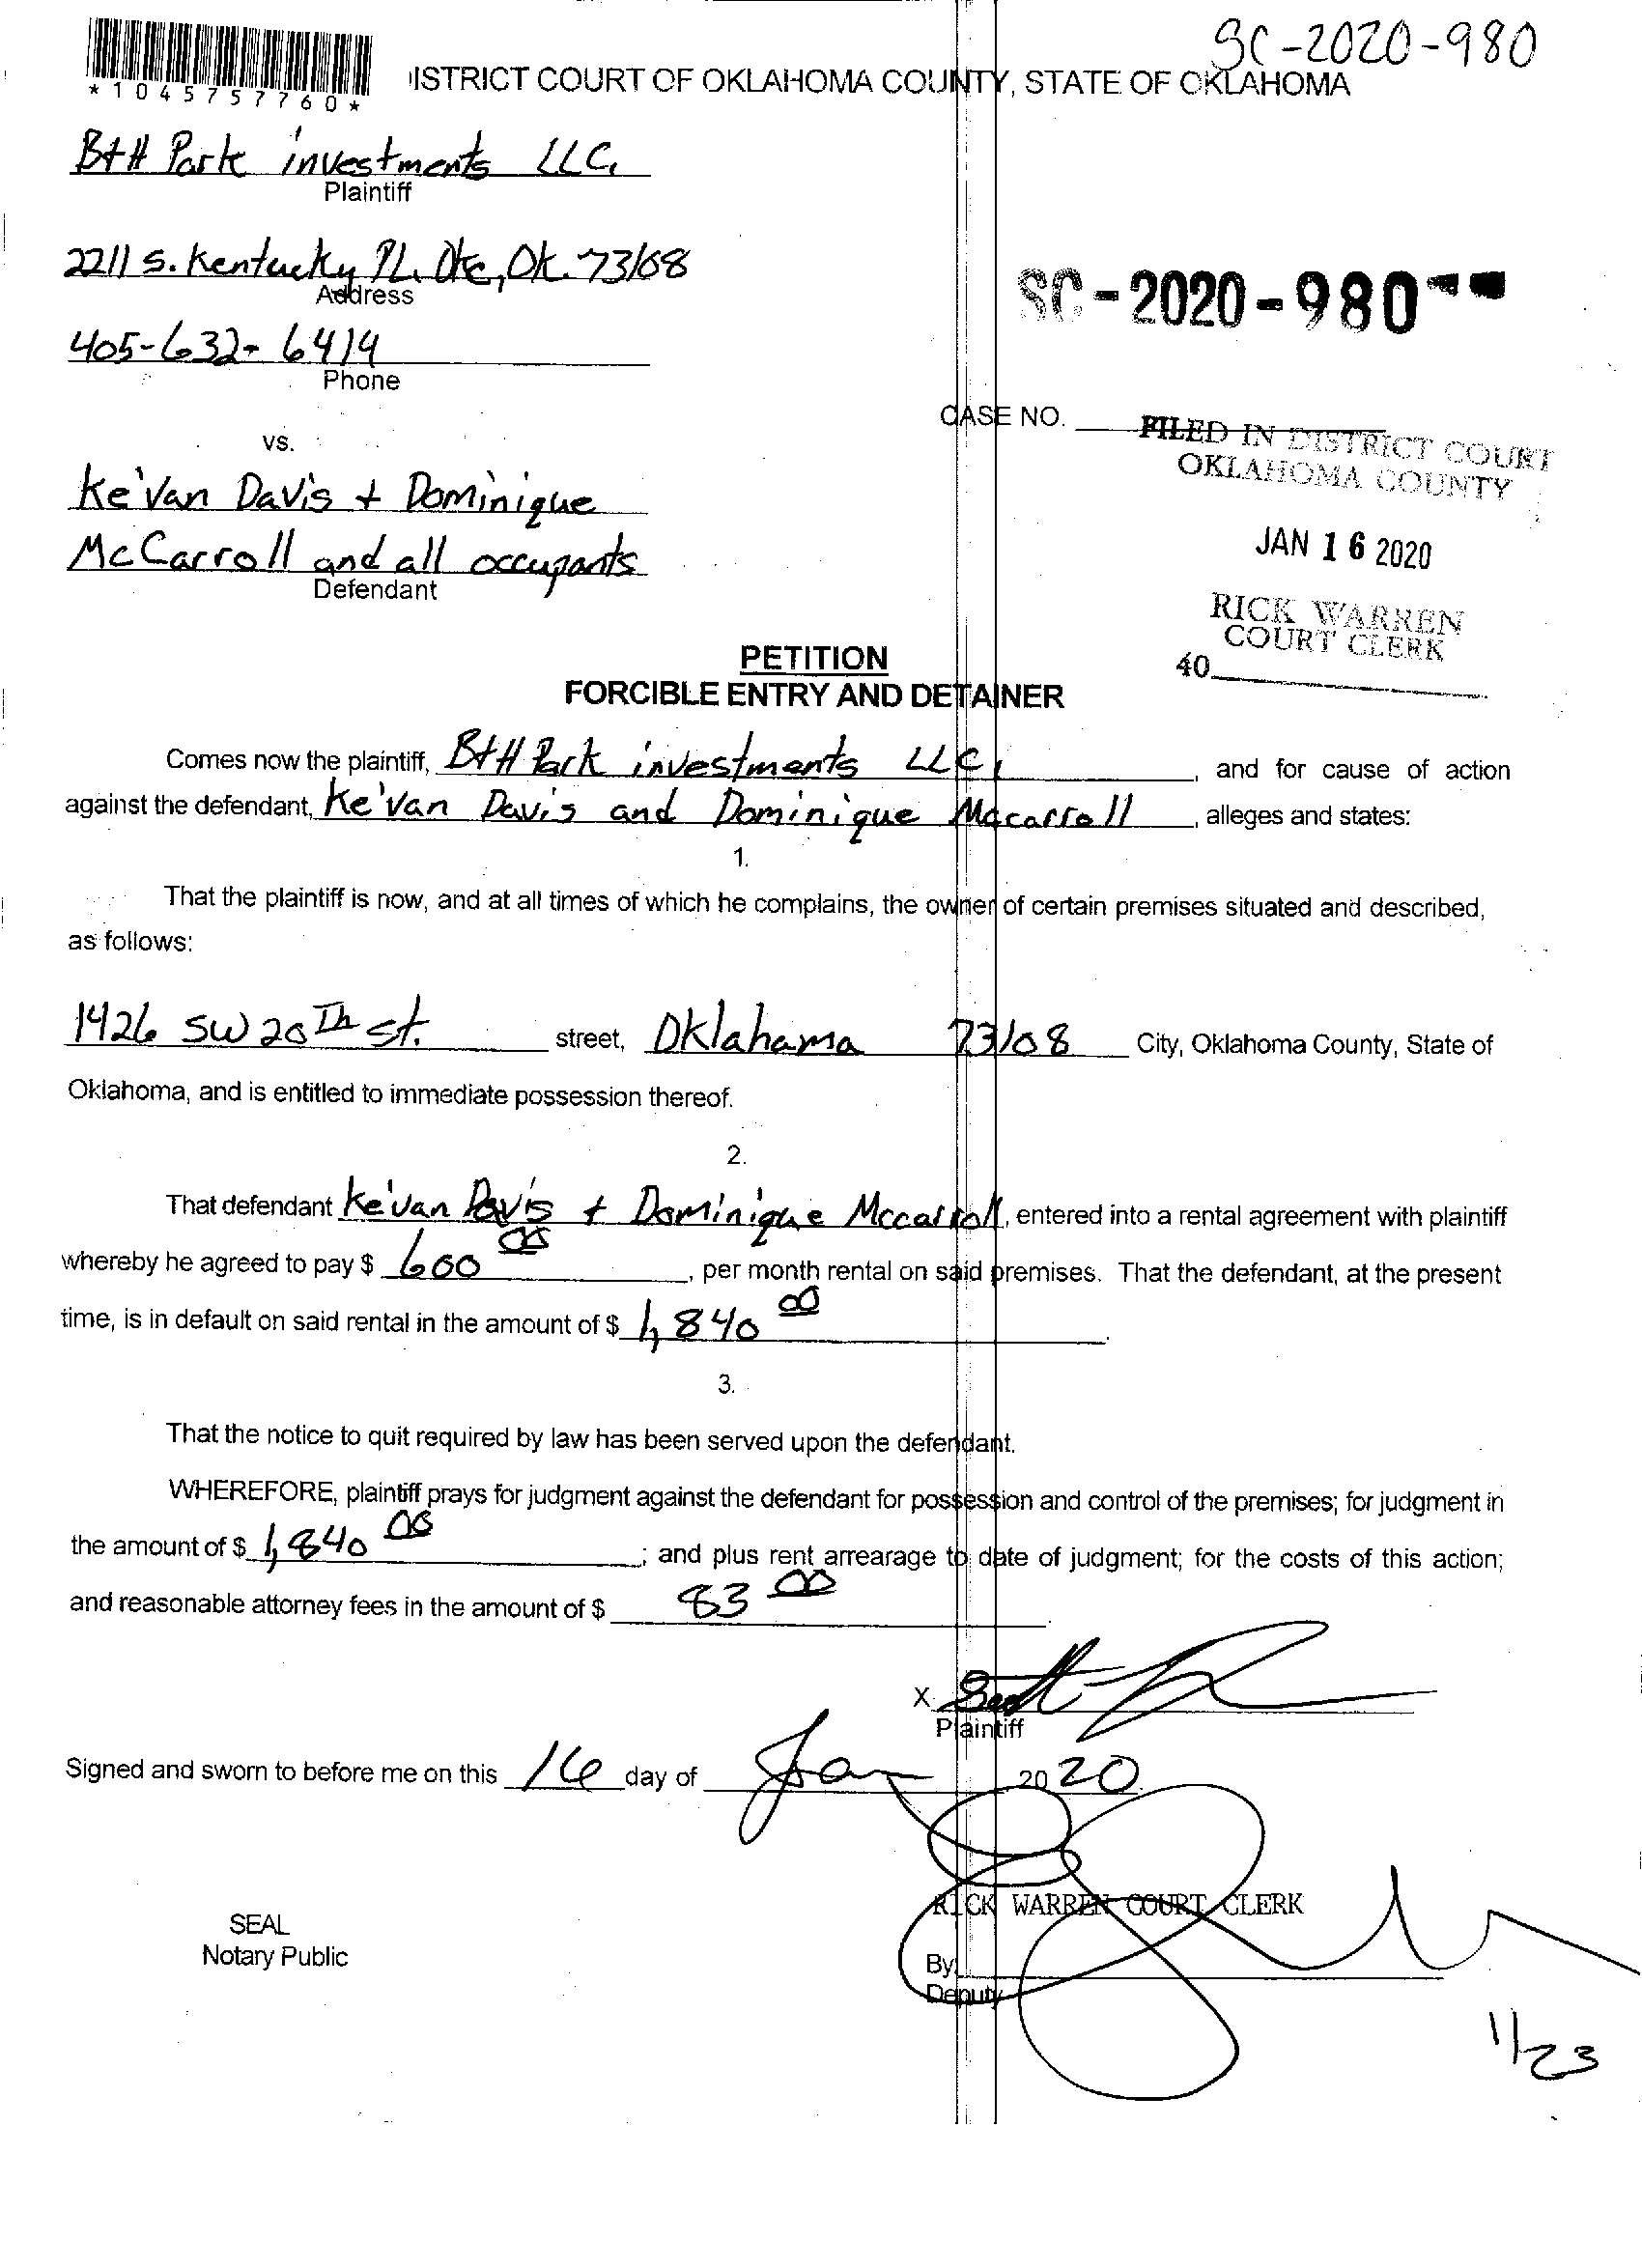 SC-2020-980
*1045757760*
ISTRICT COURT OF OKLAHOMA COUNTY, STATE OF OKLAHOMA
B+H Park investments LLC,
Plaintiff
2211 S. Kentucky PL. Okc, Ok. 73108
Address
SC-2020-980
405-632-6414
Phone
CASE NO.
FILED IN DISTRICT COURT
OKLAHOMA COUNTY
vs.
Ke'Van Davis + Dominique
McCarroll and all occupants
Defendant
JAN 16 2020
RICK WARREN
COURT CLERK
40
PETITION
FORCIBLE ENTRY AND DETAINER
Comes now the plaintiff, B+H Park investments LLC, , and for cause of action
against the defendant, Ke'Van Davis and Dominique Mccarroll , alleges and states:
1.
That the plaintiff is now, and at all times of which he complains, the owner of certain premises situated and described,
as follows:
1426 SW 20Th St. street, Oklahama 73108 City, Oklahoma County, State of
Oklahoma, and is entitled to immediate possession thereof.
2.
That defendant Ke'Van Davis + Dominique Mccarroll, entered into a rental agreement with plaintiff
whereby he agreed to pay $ 600 00 , per month rental on said premises. That the defendant, at the present
time, is in default on said rental in the amount of $ 1,840 00 .
3.
That the notice to quit required by law has been served upon the defendant.
WHEREFORE, plaintiff prays for judgment against the defendant for possession and control of the premises; for judgment in
the amount of $ 1,840 00 ; and plus rent arrearage to date of judgment; for the costs of this action;
and reasonable attorney fees in the amount of $ 83 00 .
X
Plaintiff
Signed and sworn to before me on this 16 day of Jan 2020
RICK WARREN COURT CLERK
SEAL
Notary Public
By
Deputy
1/23